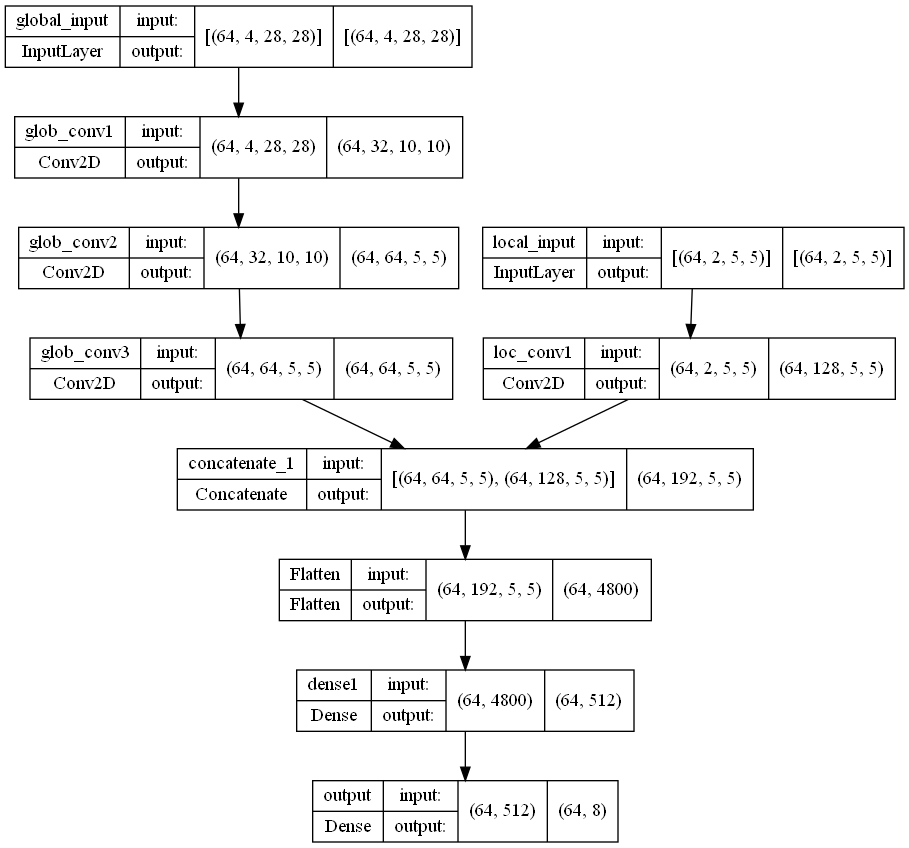 global_input input: [(64, 4, 28, 28)] [(64, 4, 28, 28)]
InputLayer output:
glob_conv1 input: (64, 4, 28, 28) (64, 32, 10, 10)
Conv2D output:
glob_conv2 input: (64, 32, 10, 10) (64, 64, 5, 5)
Conv2D output:
local_input input: [(64, 2, 5, 5)] [(64, 2, 5, 5)]
InputLayer output:
glob_conv3 input: (64, 64, 5, 5) (64, 64, 5, 5)
Conv2D output:
loc_conv1 input: (64, 2, 5, 5) (64, 128, 5, 5)
Conv2D output:
concatenate_1 input: [(64, 64, 5, 5), (64, 128, 5, 5)] (64, 192, 5, 5)
Concatenate output:
Flatten input: (64, 192, 5, 5) (64, 4800)
Flatten output:
dense1 input: (64, 4800) (64, 512)
Dense output:
output input: (64, 512) (64, 8)
Dense output: